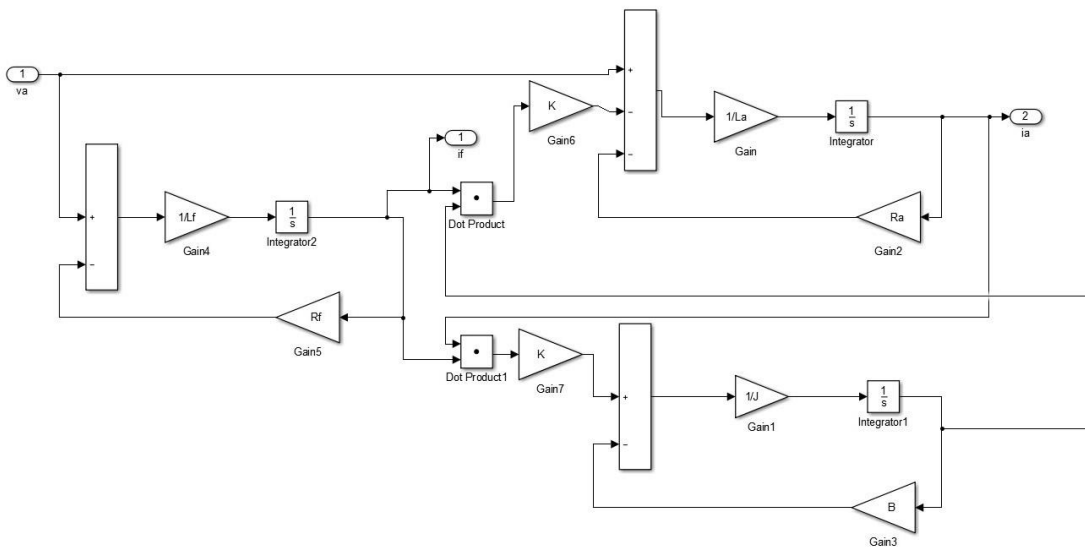 1
va
+
−
1/Lf
Gain4
1
s
Integrator2
Rf
Gain5
1
if
Dot Product
K
Gain6
+
−
−
1/La
Gain
1
s
Integrator
2
ia
Ra
Gain2
Dot Product1
K
Gain7
+
−
1/J
Gain1
1
s
Integrator1
B
Gain3